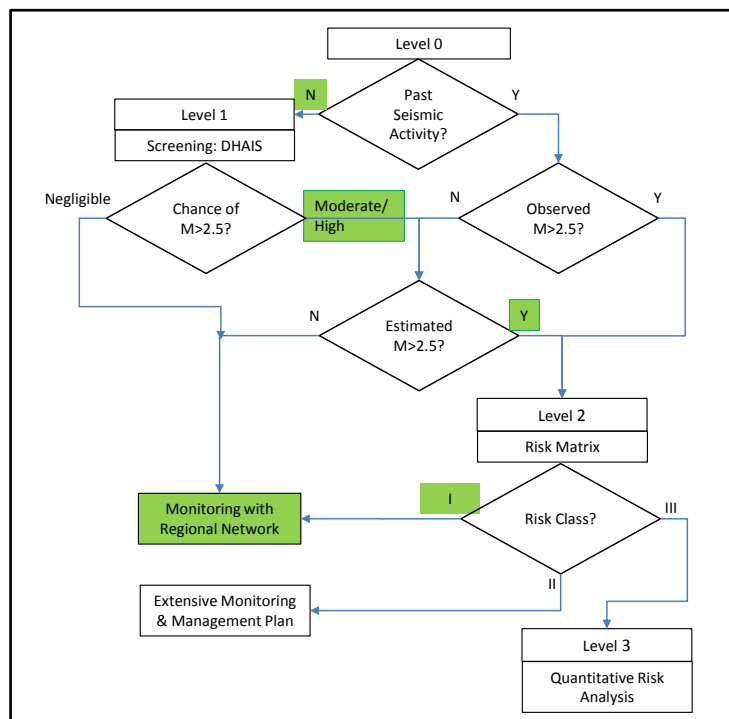 Level 0
Past
Seismic
Activity?
N
Y
Level 1
Screening: DHAIS
Negligible
Chance of
M>2.5?
Moderate/
High
N
Observed
M>2.5?
Y
N
Estimated
M>2.5?
Y
Level 2
Risk Matrix
Monitoring with
Regional Network
I
Risk Class?
III
II
Extensive Monitoring
& Management Plan
Level 3
Quantitative Risk
Analysis